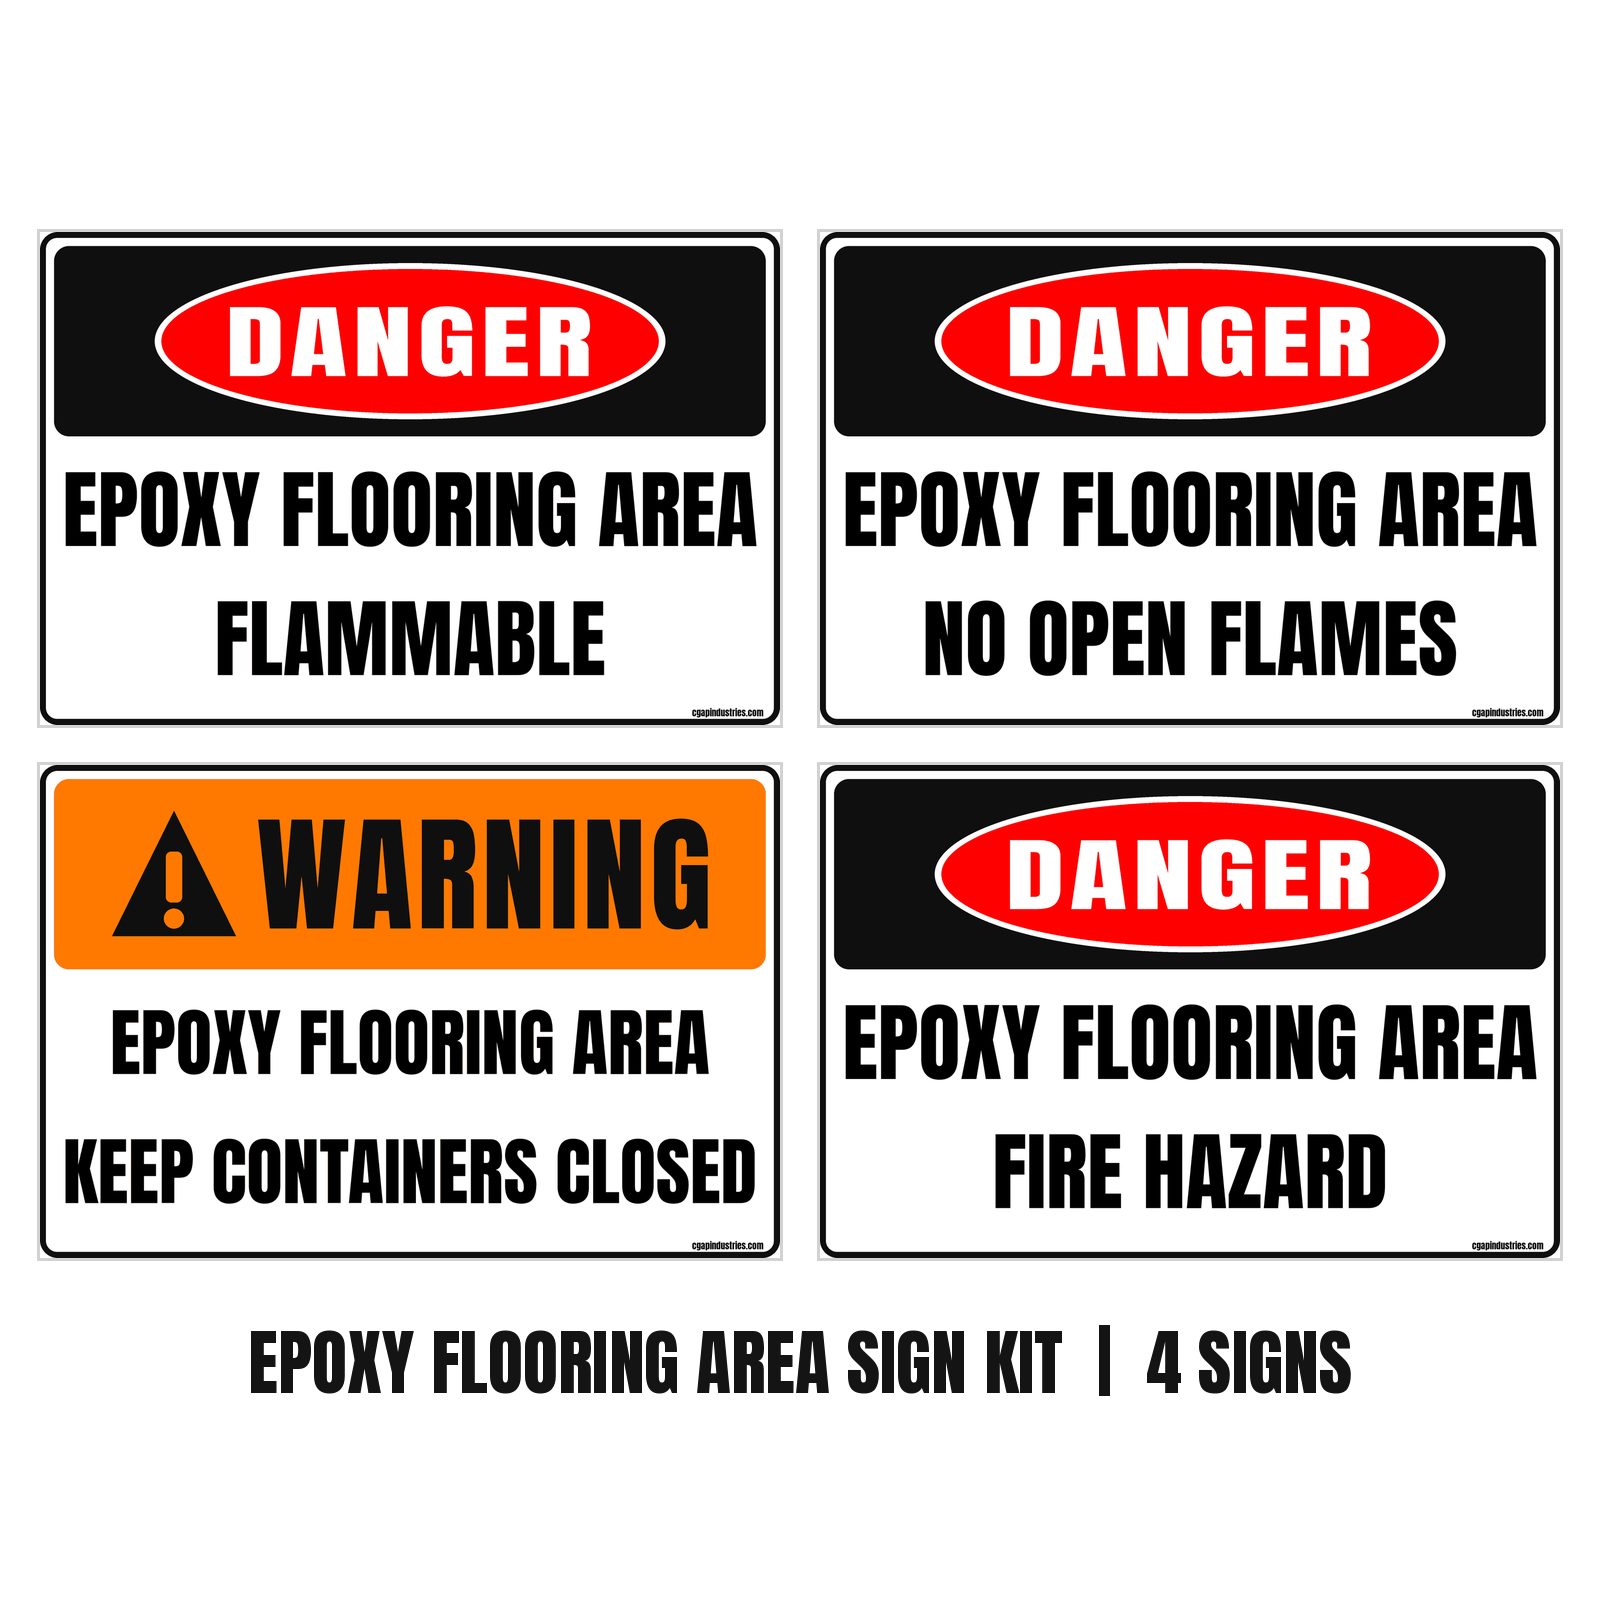 DANGER
EPOXY FLOORING AREA
FLAMMABLE
cgapindustries.com
DANGER
EPOXY FLOORING AREA
NO OPEN FLAMES
cgapindustries.com
WARNING
EPOXY FLOORING AREA
KEEP CONTAINERS CLOSED
cgapindustries.com
DANGER
EPOXY FLOORING AREA
FIRE HAZARD
cgapindustries.com
EPOXY FLOORING AREA SIGN KIT | 4 SIGNS